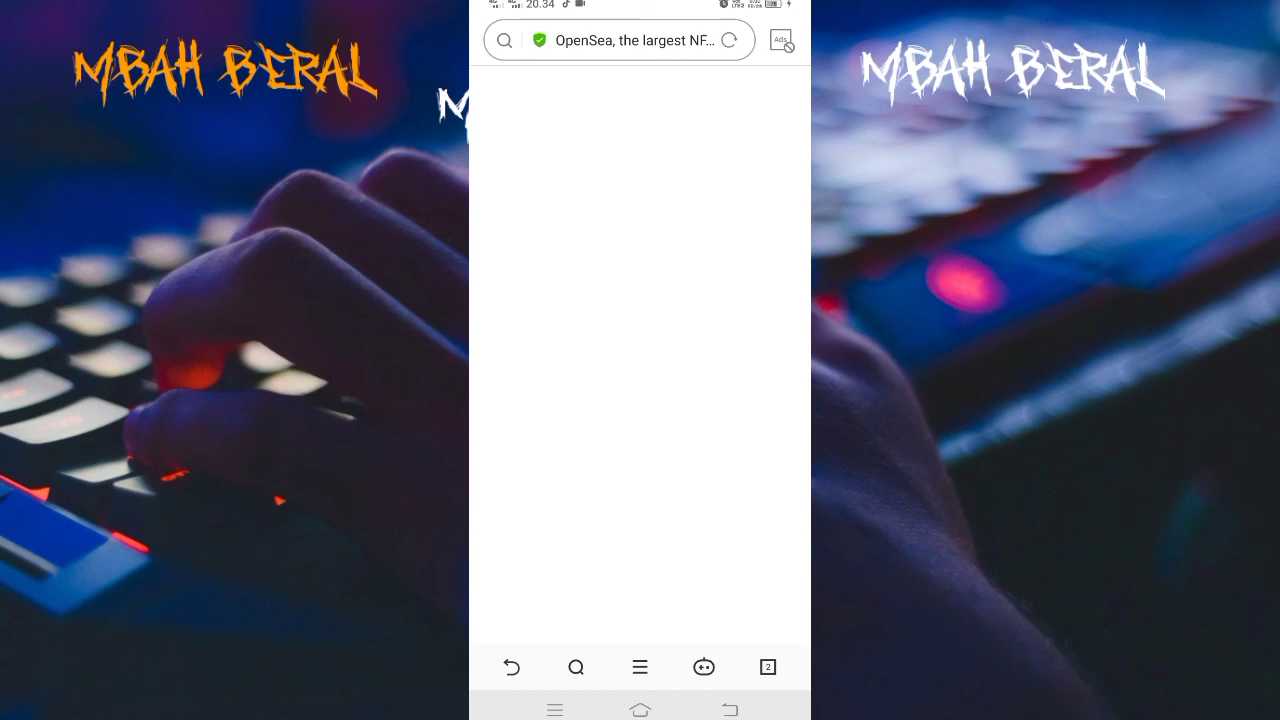 MBAH BERAL
M
20.34
OpenSea, the largest NF...
Ads
2
MBAH BERAL